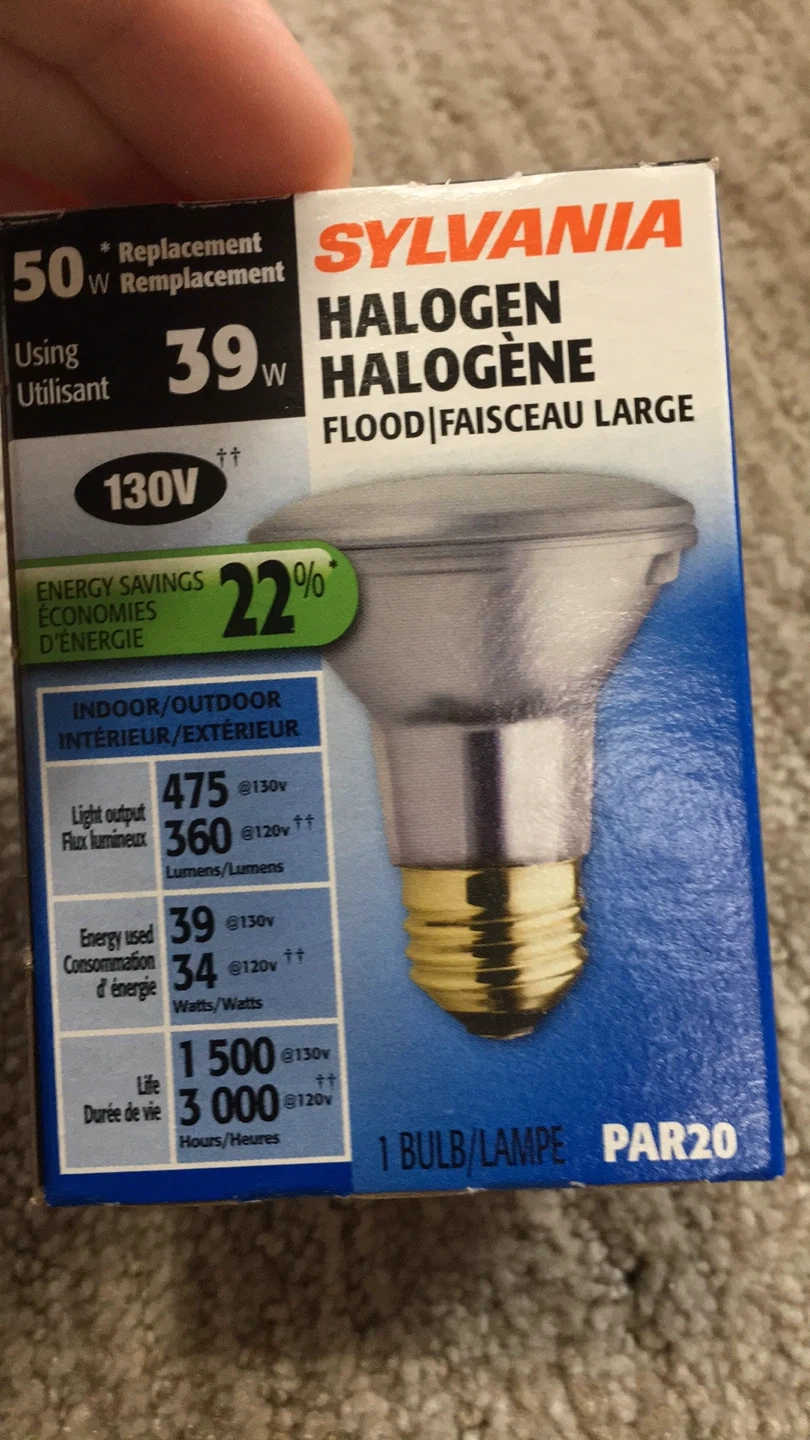 50W * Replacement
Remplacement
Using
Utilisant
39W
SYLVANIA
HALOGEN
HALOGÈNE
FLOOD|FAISCEAU LARGE
130V ††
ENERGY SAVINGS
ÉCONOMIES
D'ÉNERGIE
22%*
INDOOR/OUTDOOR
INTÉRIEUR/EXTÉRIEUR
Light output
Flux lumineux
475 @130v
360 @120v ††
Lumens/Lumens
Energy used
Consommation
d' énergie
39 @130v
34 @120v ††
Watts/Watts
Life
Durée de vie
1 500 @130v
3 000 @120v ††
Hours/Heures
1 BULB/LAMPE PAR20